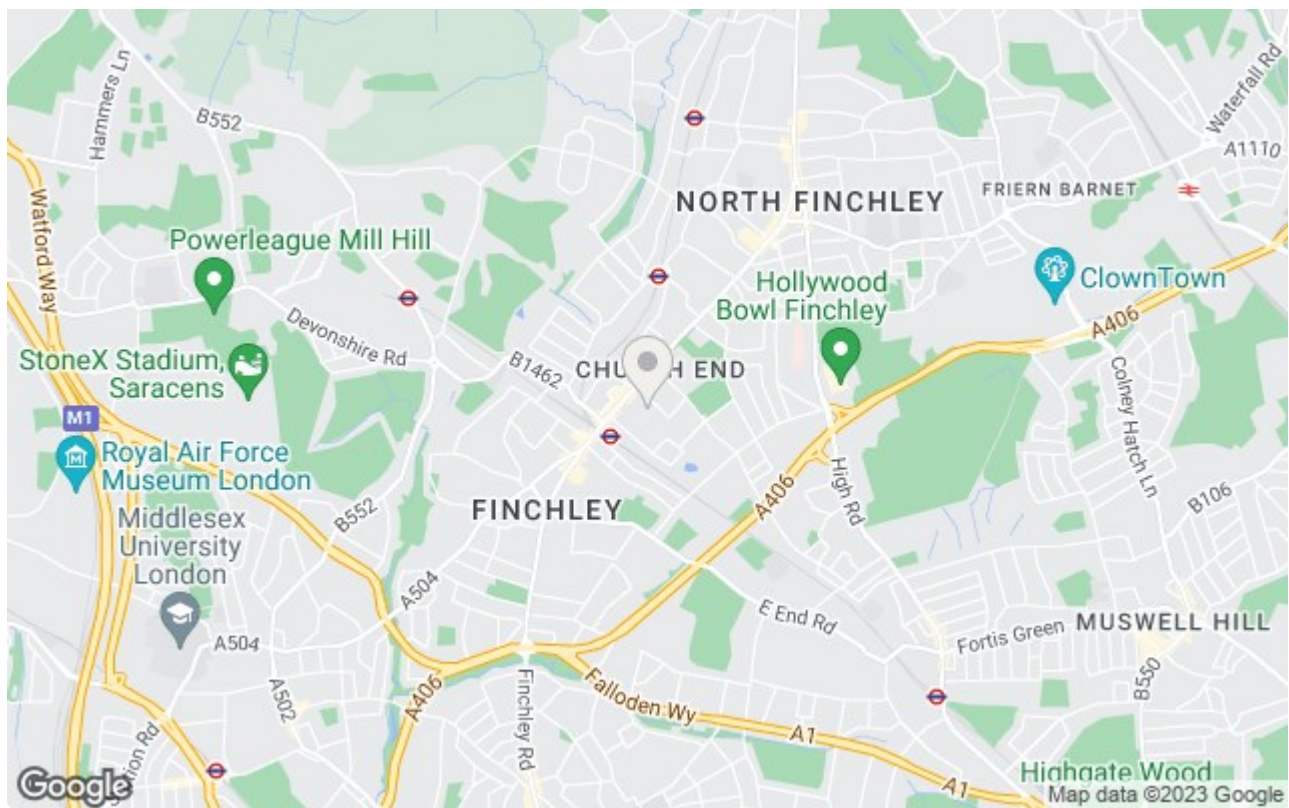 Hammers Ln
B552
Waterfall Rd
A1110
Watford Way
NORTH FINCHLEY
FRIERN BARNET
Powerleague Mill Hill
ClownTown
Hollywood
Bowl Finchley
A406
Devonshire Rd
StoneX Stadium,
Saracens
B1462
CHURCH END
Colney Hatch Ln
M1
Royal Air Force
Museum London
High Rd
A406
B106
B552
FINCHLEY
Middlesex
University
London
A504
E End Rd
Fortis Green
MUSWELL HILL
A504
B550
A502
A406
Finchley Rd
Falloden Wy
A1
Highgate Wood
A1
Google
Map data ©2023 Google